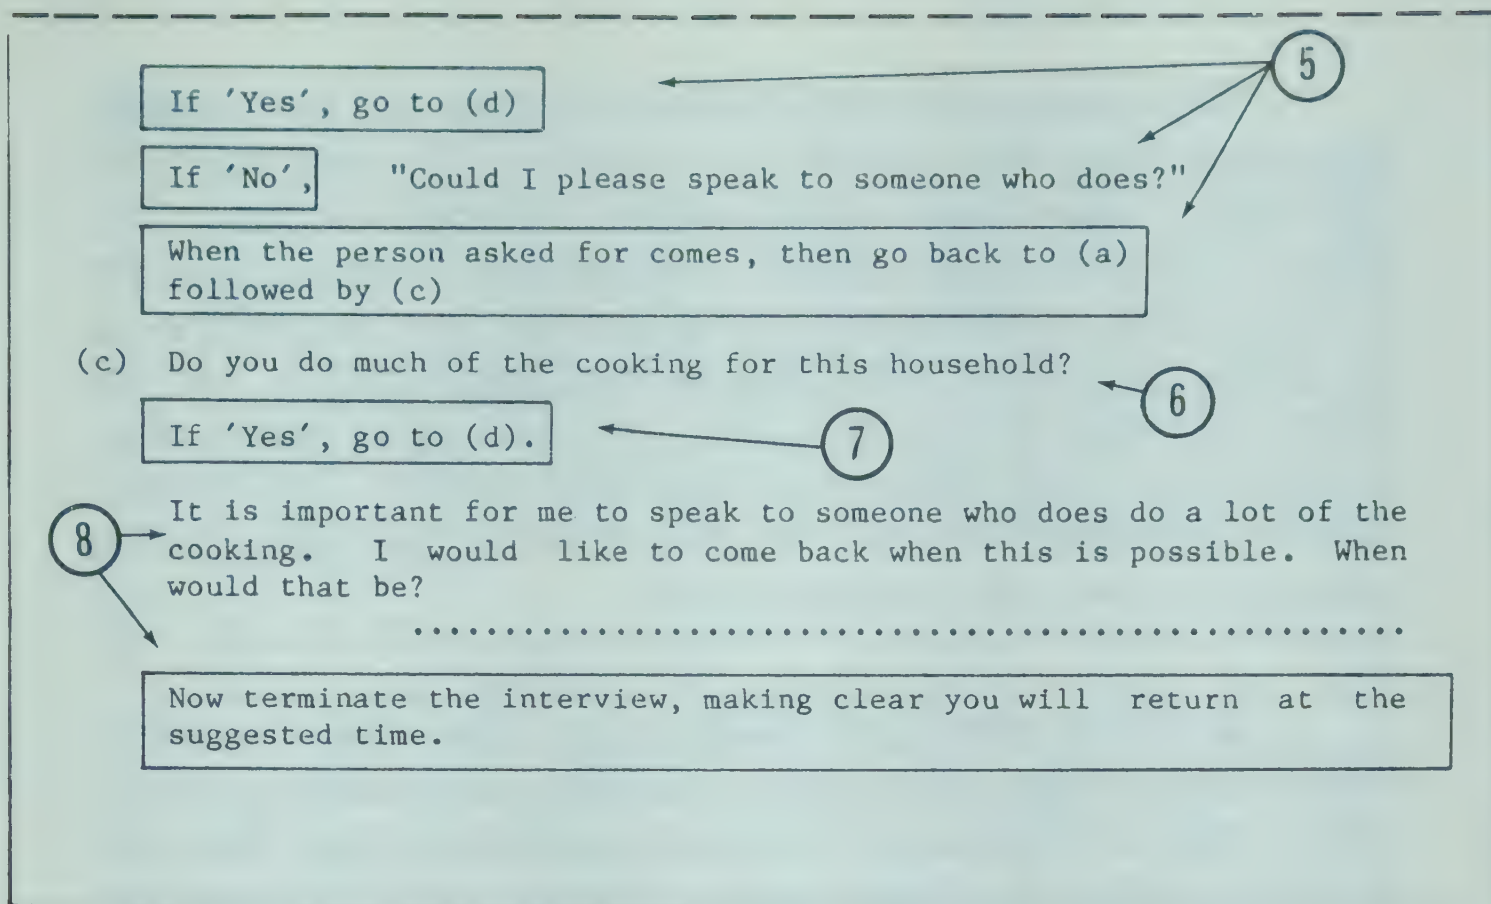 5
If 'Yes', go to (d)
If 'No', "Could I please speak to someone who does?"
When the person asked for comes, then go back to (a)
followed by (c)
(c) Do you do much of the cooking for this household?
6
If 'Yes', go to (d).
7
8
It is important for me to speak to someone who does do a lot of the
cooking. I would like to come back when this is possible. When
would that be?
............................................................
Now terminate the interview, making clear you will return at the
suggested time.